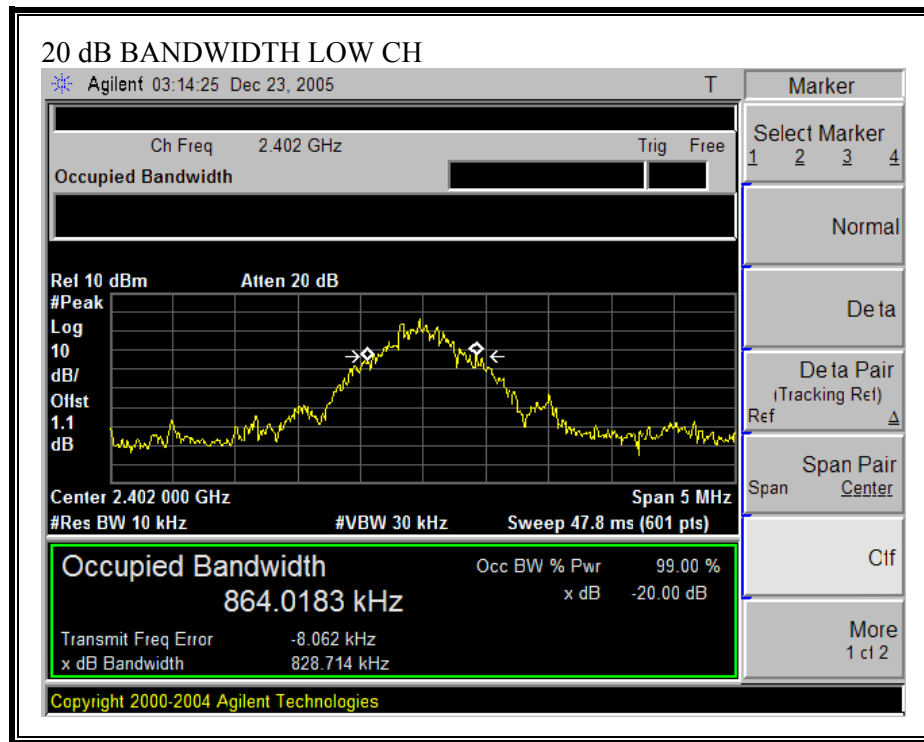 20 dB BANDWIDTH LOW CH
Agilent 03:14:25 Dec 23, 2005 T
Marker
Ch Freq 2.402 GHz Trig Free
Occupied Bandwidth
Select Marker
1 2 3 4
Normal
De ta
De ta Pair
(Tracking Ref)
Ref Δ
Span Pair
Span Center
Off
More
1 of 2
Ref 10 dBm Atten 20 dB
#Peak
Log
10
dB/
Offst
1.1
dB
Center 2.402 000 GHz Span 5 MHz
#Res BW 10 kHz #VBW 30 kHz Sweep 47.8 ms (601 pts)
Occupied Bandwidth
864.0183 kHz
Occ BW % Pwr 99.00 %
x dB -20.00 dB
Transmit Freq Error -8.062 kHz
x dB Bandwidth 828.714 kHz
Copyright 2000-2004 Agilent Technologies